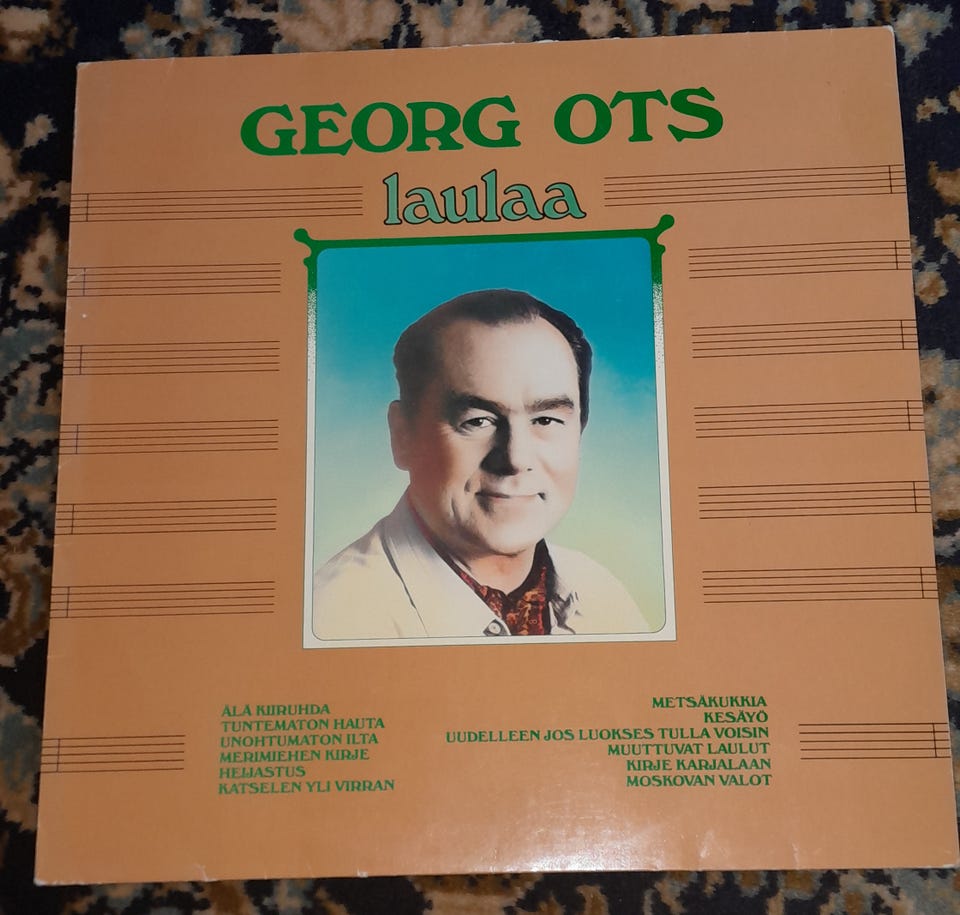 GEORG OTS
laulaa
ÄLÄ KIIRUHDA
TUNTEMATON HAUTA
UNOHTUMATON ILTA
MERIMIEHEN KIRJE
HEIJASTUS
KATSELEN YLI VIRRAN
METSÄKUKKIA
KESÄYÖ
UUDELLEEN JOS LUOKSES TULLA VOISIN
MUUTTUVAT LAULUT
KIRJE KARJALAAN
MOSKOVAN VALOT